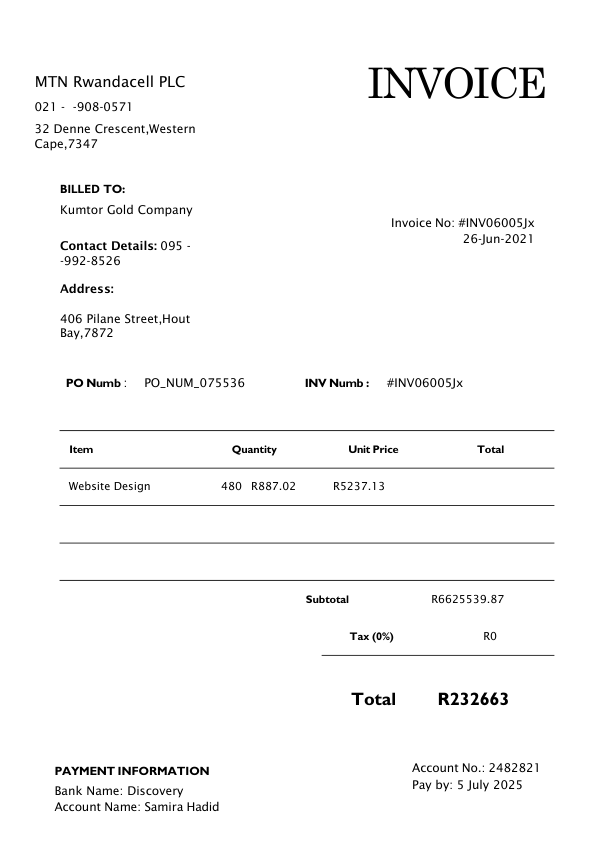 MTN Rwandacell PLC
INVOICE
021 -  -908-0571
32 Denne Crescent,Western
Cape,7347
BILLED TO:
Kumtor Gold Company
Invoice No: #INV06005Jx
26-Jun-2021
Contact Details: 095 -
-992-8526
Address:
406 Pilane Street,Hout
Bay,7872
PO Numb : PO_NUM_075536 INV Numb : #INV06005Jx
Item Quantity Unit Price Total
Website Design 480 R887.02 R5237.13
Subtotal R6625539.87
Tax (0%) R0
Total R232663
PAYMENT INFORMATION
Bank Name: Discovery
Account Name: Samira Hadid
Account No.: 2482821
Pay by: 5 July 2025